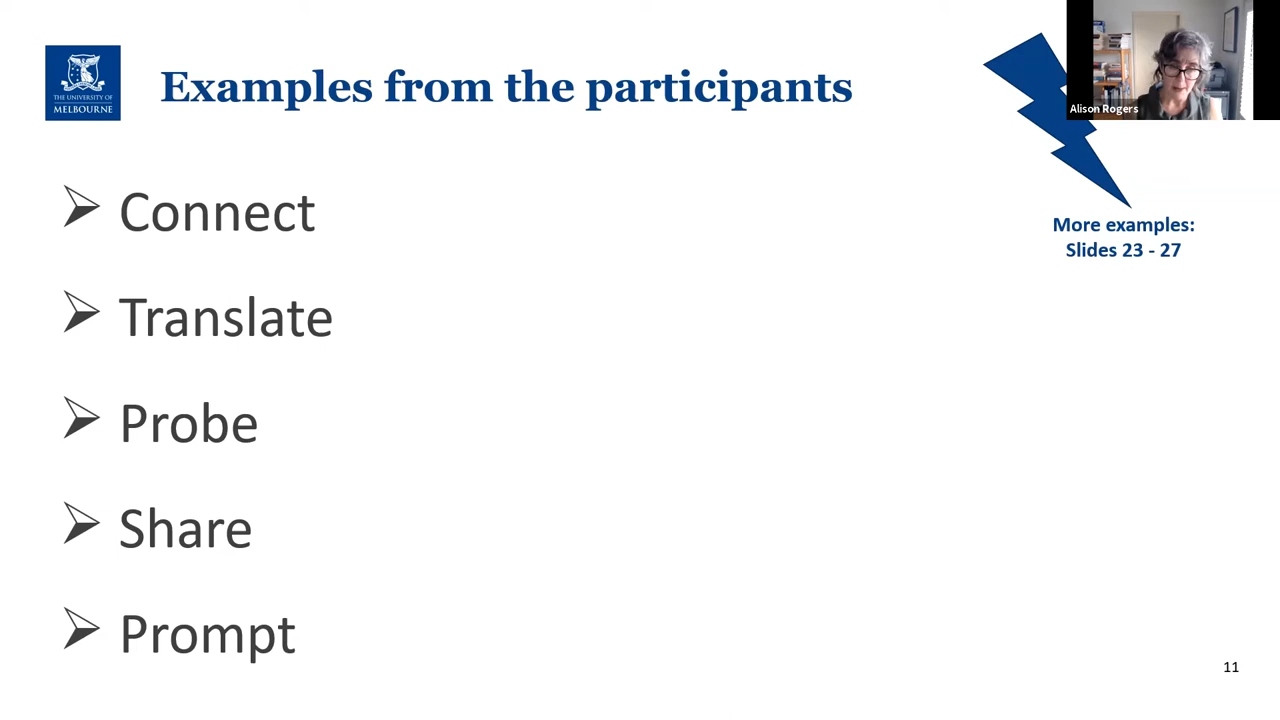 THE UNIVERSITY OF
MELBOURNE
Examples from the participants
Alison Rogers
More examples:
Slides 23 - 27
Connect
Translate
Probe
Share
Prompt
11